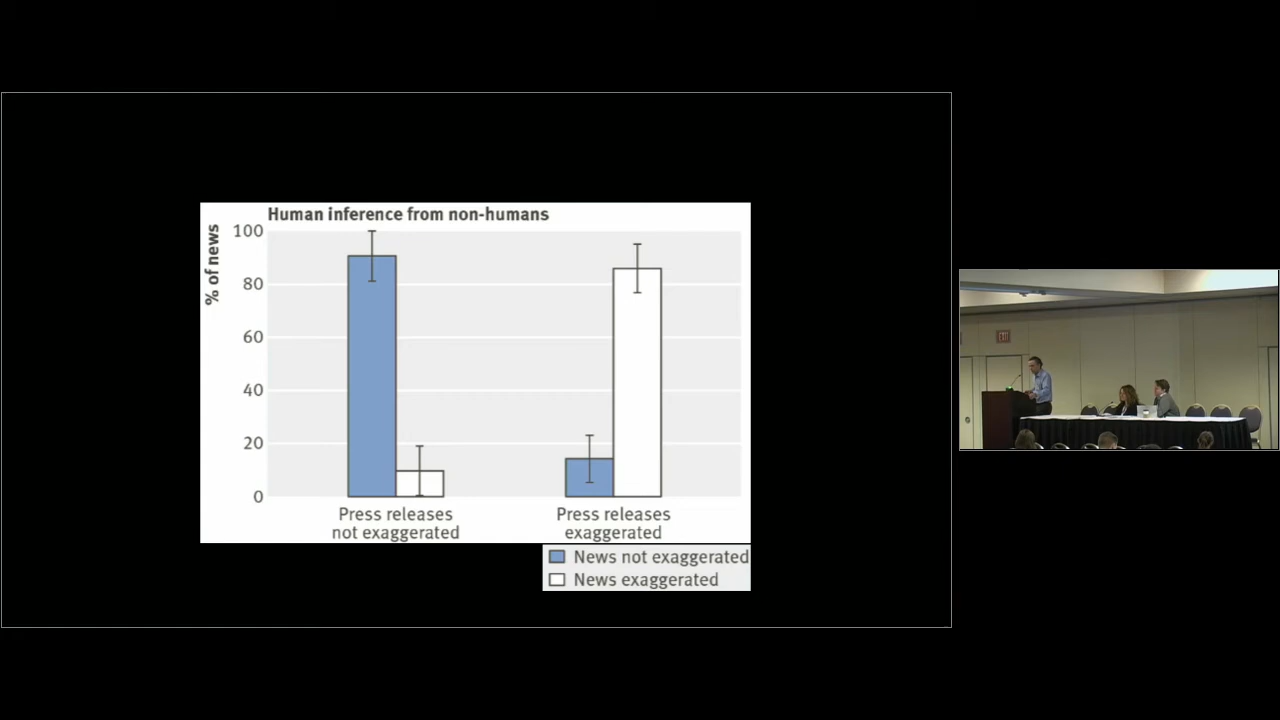 Human inference from non-humans
% of news
100
80
60
40
20
0
Press releases
not exaggerated
Press releases
exaggerated
News not exaggerated
News exaggerated
EXIT